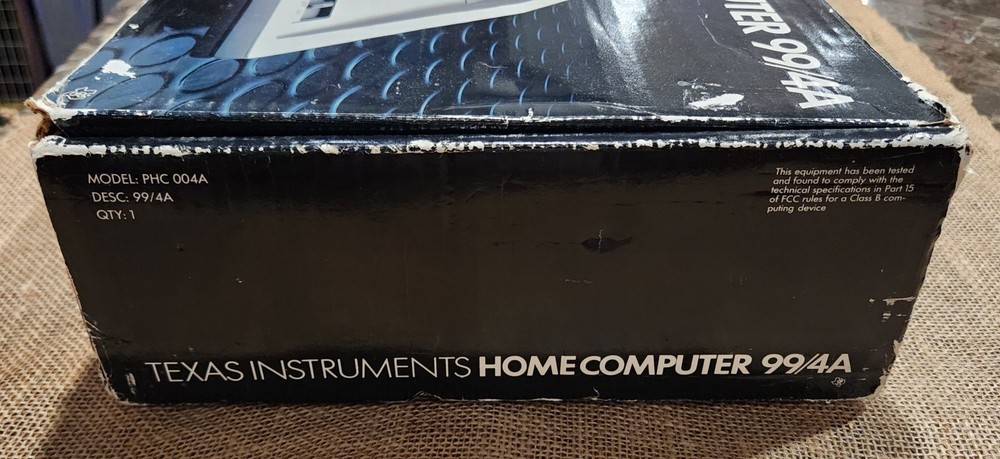 TER 99/4A
MODEL: PHC 004A
DESC: 99/4A
QTY: 1
This equipment has been tested
and found to comply with the
technical specifications in Part 15
of FCC rules for a Class B com-
puting device
TEXAS INSTRUMENTS HOME COMPUTER 99/4A